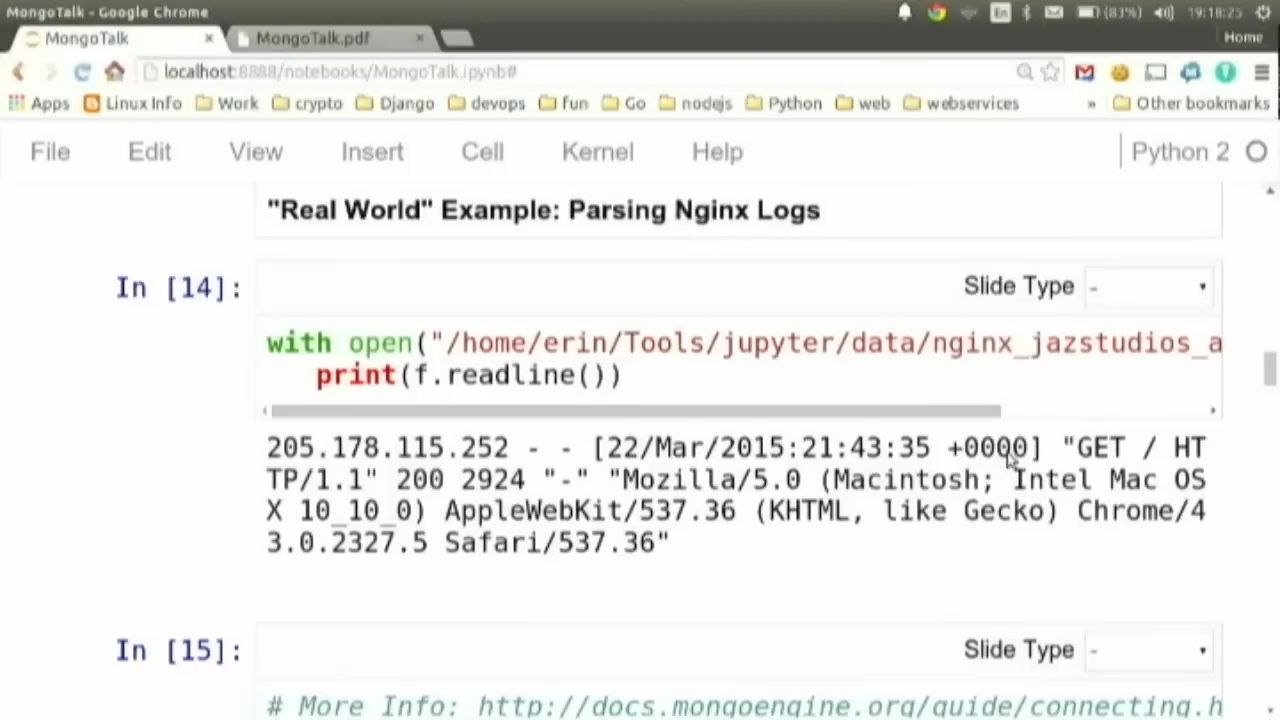 MongoTalk - Google Chrome
En (83%) 19:18:25
MongoTalk × MongoTalk.pdf × Home
localhost:8888/notebooks/MongoTalk.ipynb#
Apps Linux Info Work crypto Django devops fun Go nodejs Python web webservices » Other bookmarks
File Edit View Insert Cell Kernel Help Python 2
"Real World" Example: Parsing Nginx Logs
In [14]: Slide Type -
with open("/home/erin/Tools/jupyter/data/nginx_jazstudios_a
print(f.readline())
205.178.115.252 - - [22/Mar/2015:21:43:35 +0000] "GET / HT
TP/1.1" 200 2924 "-" "Mozilla/5.0 (Macintosh; Intel Mac OS
X 10_10_0) AppleWebKit/537.36 (KHTML, like Gecko) Chrome/4
3.0.2327.5 Safari/537.36"
In [15]: Slide Type -
# More Info: http://docs.mongoengine.org/guide/connecting.h